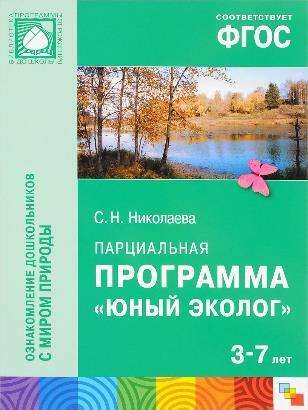 СООТВЕТСТВУЕТ
ФГОС
С. Н. Николаева
ПАРЦИАЛЬНАЯ
ПРОГРАММА
«ЮНЫЙ ЭКОЛОГ»
3-7 лет
ОЗНАКОМЛЕНИЕ ДОШКОЛЬНИКОВ
С МИРОМ ПРИРОДЫ